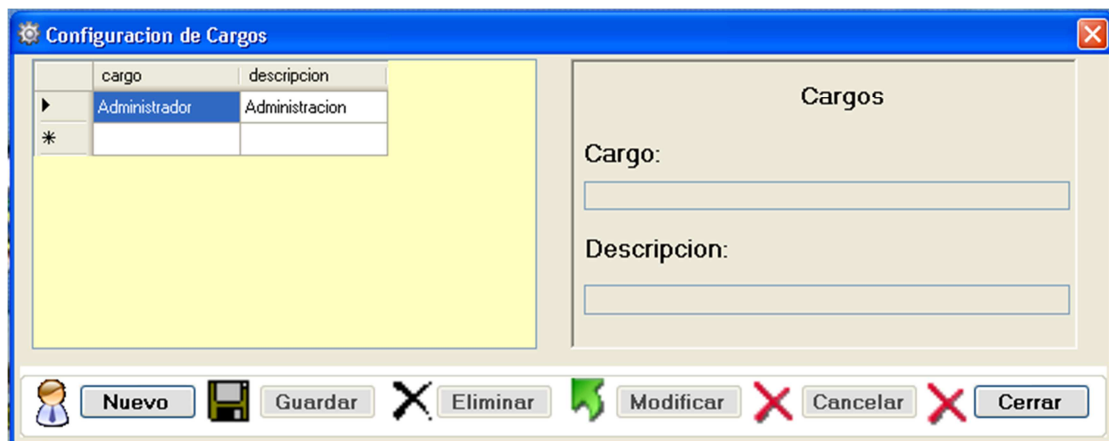 Configuracion de Cargos
cargo descripcion
Administrador Administracion
Cargos
Cargo:
Descripcion:
Nuevo Guardar Eliminar Modificar Cancelar Cerrar